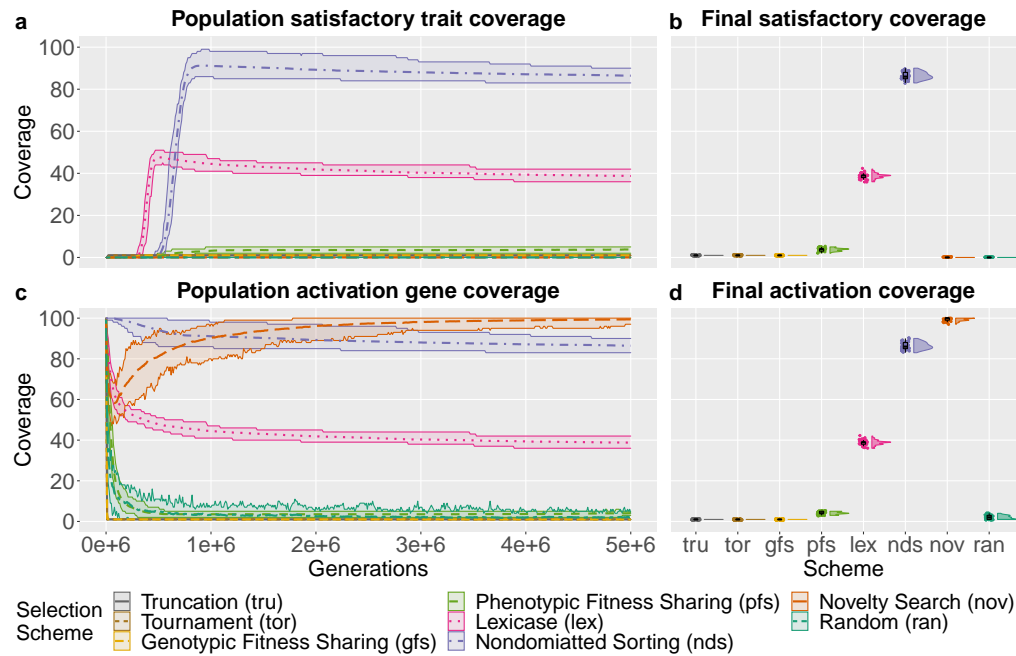 a Population satisfactory trait coverage
b Final satisfactory coverage
Coverage
100
80
60
40
20
0
c Population activation gene coverage
d Final activation coverage
Coverage
100
80
60
40
20
0
0e+6 1e+6 2e+6 3e+6 4e+6 5e+6
Generations
tru tor gfs pfs lex nds nov ran
Scheme
Selection
Scheme
Truncation (tru)
Tournament (tor)
Genotypic Fitness Sharing (gfs)
Phenotypic Fitness Sharing (pfs)
Lexicase (lex)
Nondomiatted Sorting (nds)
Novelty Search (nov)
Random (ran)